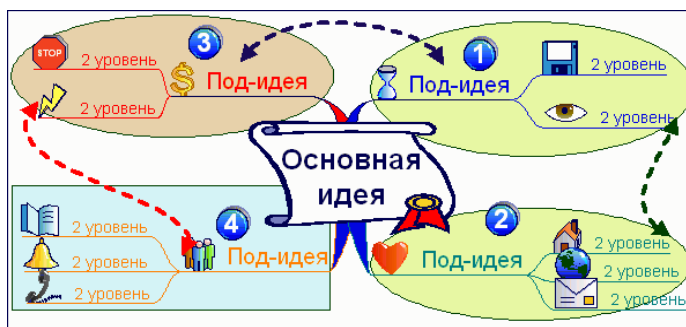 3
STOP
2 уровень
Под-идея
2 уровень
1
2 уровень
Под-идея
2 уровень
Основная
идея
4
2 уровень
2 уровень
Под-идея
2 уровень
2
2 уровень
Под-идея
2 уровень
2 уровень